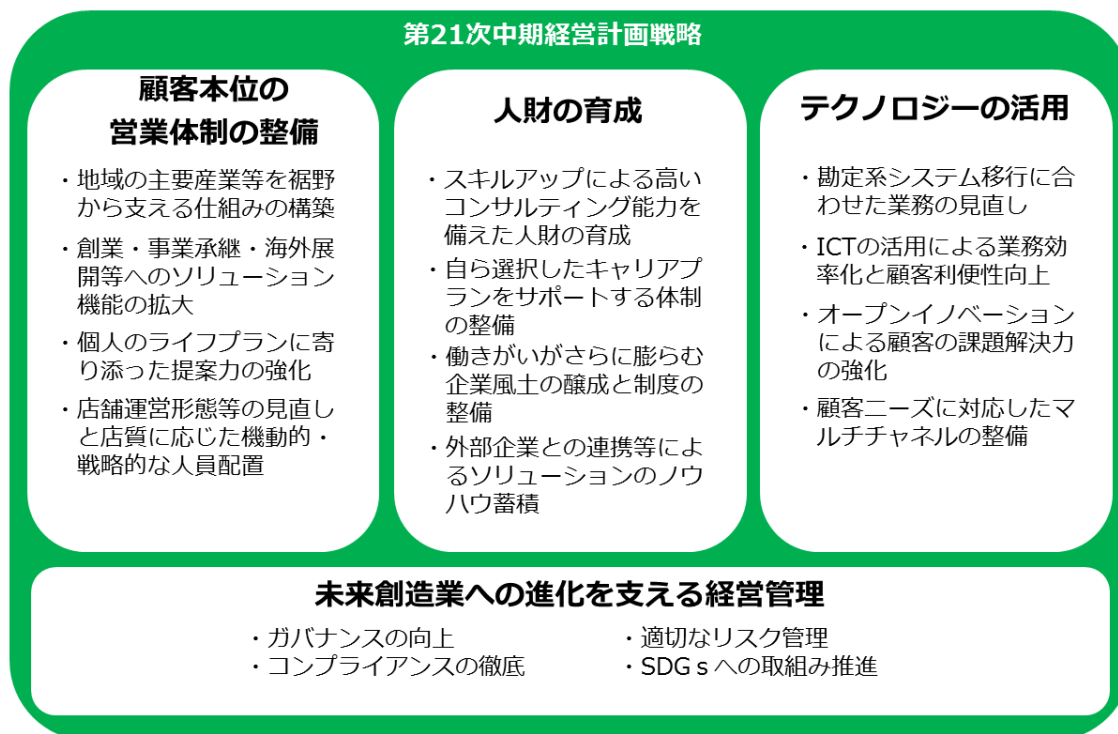 第21次中期経営計画戦略
顧客本位の
営業体制の整備
・地域の主要産業等を裾野
から支える仕組みの構築
・創業・事業承継・海外展
開等へのソリューション
機能の拡大
・個人のライフプランに寄
り添った提案力の強化
・店舗運営形態等の見直し
と店質に応じた機動的・
戦略的な人員配置
人財の育成
・スキルアップによる高い
コンサルティング能力を
備えた人財の育成
・自ら選択したキャリアプ
ランをサポートする体制
の整備
・働きがいがさらに膨らむ
企業風土の醸成と制度の
整備
・外部企業との連携等によ
るソリューションのノウ
ハウ蓄積
テクノロジーの活用
・勘定系システム移行に合
わせた業務の見直し
・ICTの活用による業務効
率化と顧客利便性向上
・オープンイノベーション
による顧客の課題解決力
の強化
・顧客ニーズに対応したマ
ルチチャネルの整備
未来創造業への進化を支える経営管理
・ガバナンスの向上
・コンプライアンスの徹底
・適切なリスク管理
・SDGｓへの取組み推進